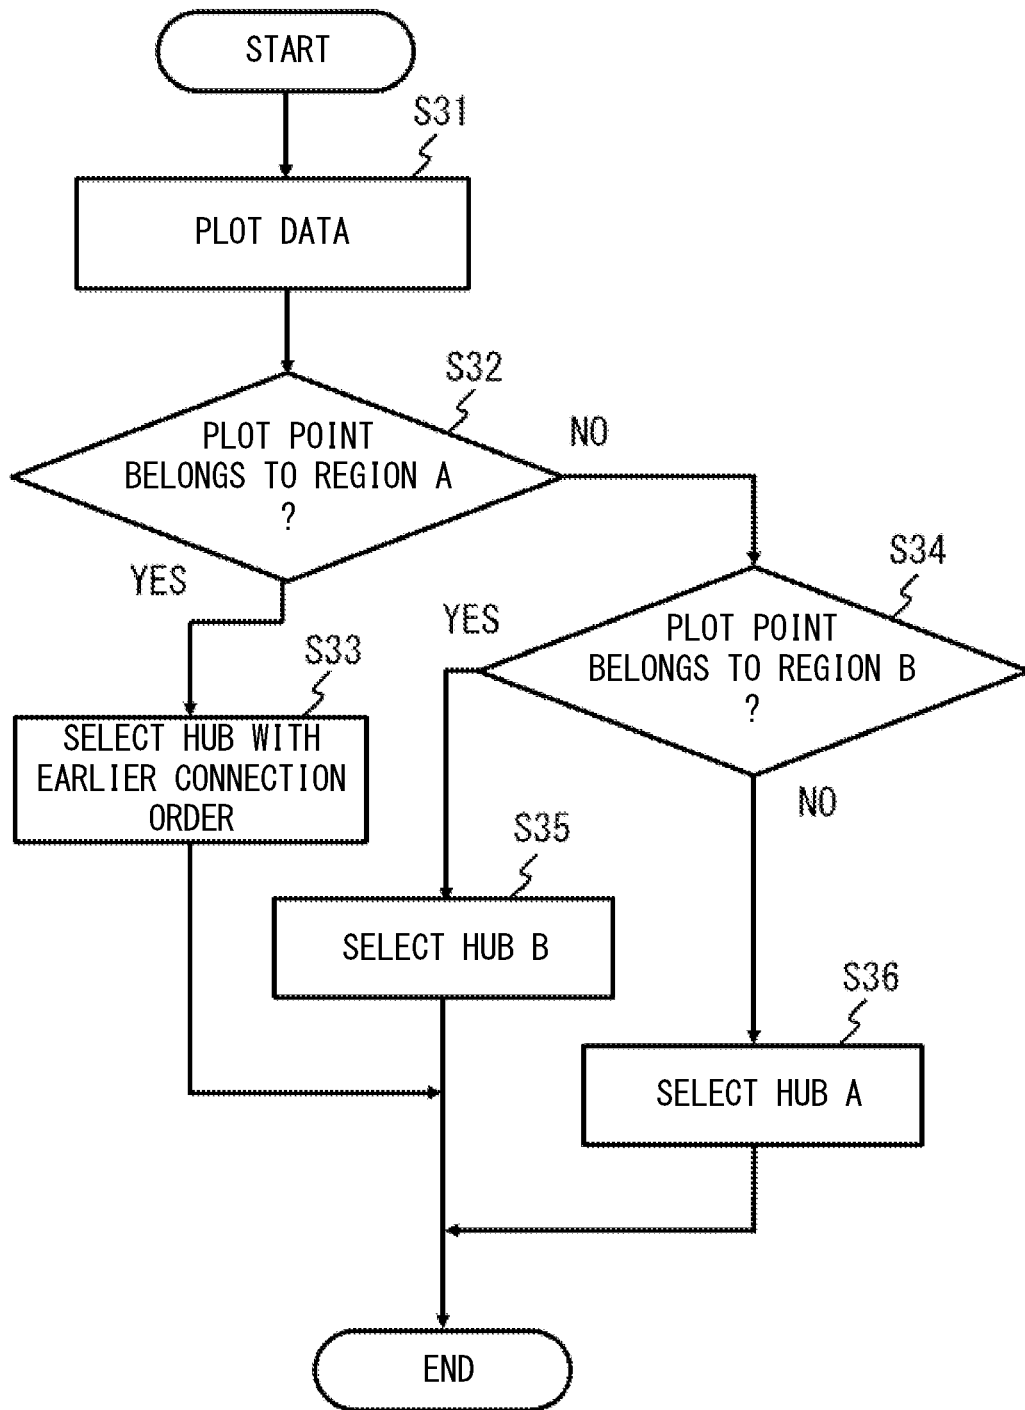 START
S31
PLOT DATA
S32
PLOT POINT
BELONGS TO REGION A
?
NO
YES
S34
PLOT POINT
BELONGS TO REGION B
?
YES
NO
S33
SELECT HUB WITH
EARLIER CONNECTION
ORDER
S35
SELECT HUB B
S36
SELECT HUB A
END